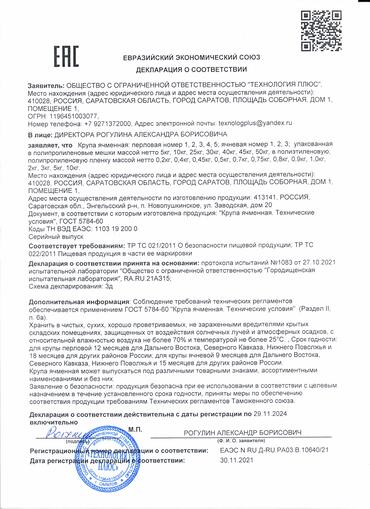 ЕАС
ЕВРАЗИЙСКИЙ ЭКОНОМИЧЕСКИЙ СОЮЗ
ДЕКЛАРАЦИЯ О СООТВЕТСТВИИ
Заявитель: ОБЩЕСТВО С ОГРАНИЧЕННОЙ ОТВЕТСТВЕННОСТЬЮ "ТЕХНОЛОГИЯ ПЛЮС",
Место нахождения (адрес юридического лица и адрес места осуществления деятельности):
410028, РОССИЯ, САРАТОВСКАЯ ОБЛАСТЬ, ГОРОД САРАТОВ, ПЛОЩАДЬ СОБОРНАЯ, ДОМ 1,
ПОМЕЩЕНИЕ 1,
ОГРН: 1196451003077,
Номер телефона: +7 9271372000, Адрес электронной почты: texnologplus@yandex.ru
В лице: ДИРЕКТОРА РОГУЛИНА АЛЕКСАНДРА БОРИСОВИЧА
заявляет, что Крупа ячменная: перловая номер 1, 2, 3, 4, 5; ячневая номер 1, 2, 3; упакованная
в полипропиленовые мешки массой нетто 5кг, 10кг, 25кг, 30кг, 40кг, 45кг, 50кг, в полиэтиленовую,
полипропиленовую пленку массой нетто 0,2кг, 0,4кг, 0,45кг, 0,5кг, 0,7кг, 0,75кг, 0,8кг, 0,9кг, 1,0кг,
2кг, 3кг, 5кг, 10кг.
Место нахождения (адрес юридического лица и адрес места осуществления деятельности):
410028, РОССИЯ, САРАТОВСКАЯ ОБЛАСТЬ, ГОРОД САРАТОВ, ПЛОЩАДЬ СОБОРНАЯ, ДОМ 1,
ПОМЕЩЕНИЕ 1,
Адрес места осуществления деятельности по изготовлению продукции: 413141, РОССИЯ,
Саратовская обл., Энгельсский р-н, п. Новопушкинское, ул. Заводская, дом 20
Документ, в соответствии с которым изготовлена продукция: "Крупа ячменная. Технические
условия", ГОСТ 5784-60
Коды ТН ВЭД ЕАЭС: 1103 19 200 0
Серийный выпуск
Соответствует требованиям: ТР ТС 021/2011 О безопасности пищевой продукции; ТР ТС
022/2011 Пищевая продукция в части ее маркировки
Декларация о соответствии принята на основании: протокола испытаний №1083 от 27.10.2021
испытательной лаборатории "Общество с ограниченной ответственностью "Городищенская
испытательная лаборатория", RA.RU.21АЗ15;
Схема декларирования: 3д
Дополнительная информация: Соблюдение требований технических регламентов
обеспечивается применением ГОСТ 5784-60 "Крупа ячменная. Технические условия" (Раздел II.
п. 6а)
Хранить в чистых, сухих, хорошо проветриваемых, не зараженными вредителями крытых
складских помещениях, защищенных от воздействия солнечных лучей и атмосферных осадков, с
относительной влажностью воздуха не более 70% и температурой не более 25°С. , Срок годности:
для крупы перловой 12 месяцев для Дальнего Востока, Северного Кавказа, Нижнего Поволжья и
18 месяцев для других районов России; для крупы ячневой 9 месяцев для Дальнего Востока,
Северного Кавказа, Нижнего Поволжья и 15 месяцев для других районов России.
Крупа ячменная может выпускаться под различными товарными знаками, ассортиментными
наименованиями и без них.
Заявление о безопасности: продукция безопасна при ее использовании в соответствии с целевым
назначением в течение установленного срока годности, приняты меры по обеспечению
соответствия продукции требованиям Технических регламентов Таможенного союза.
Декларация о соответствии действительна с даты регистрации по 29.11.2024
включительно
М.П.
РОГУЛИН АЛЕКСАНДР БОРИСОВИЧ
(подпись)
(Ф. И. О. заявителя)
Регистрационный номер декларации о соответствии: ЕАЭС N RU Д-RU.РА03.В.10640/21
Дата регистрации декларации о соответствии: 30.11.2021
ТЕХНОЛОГИЯ
ПЛЮС